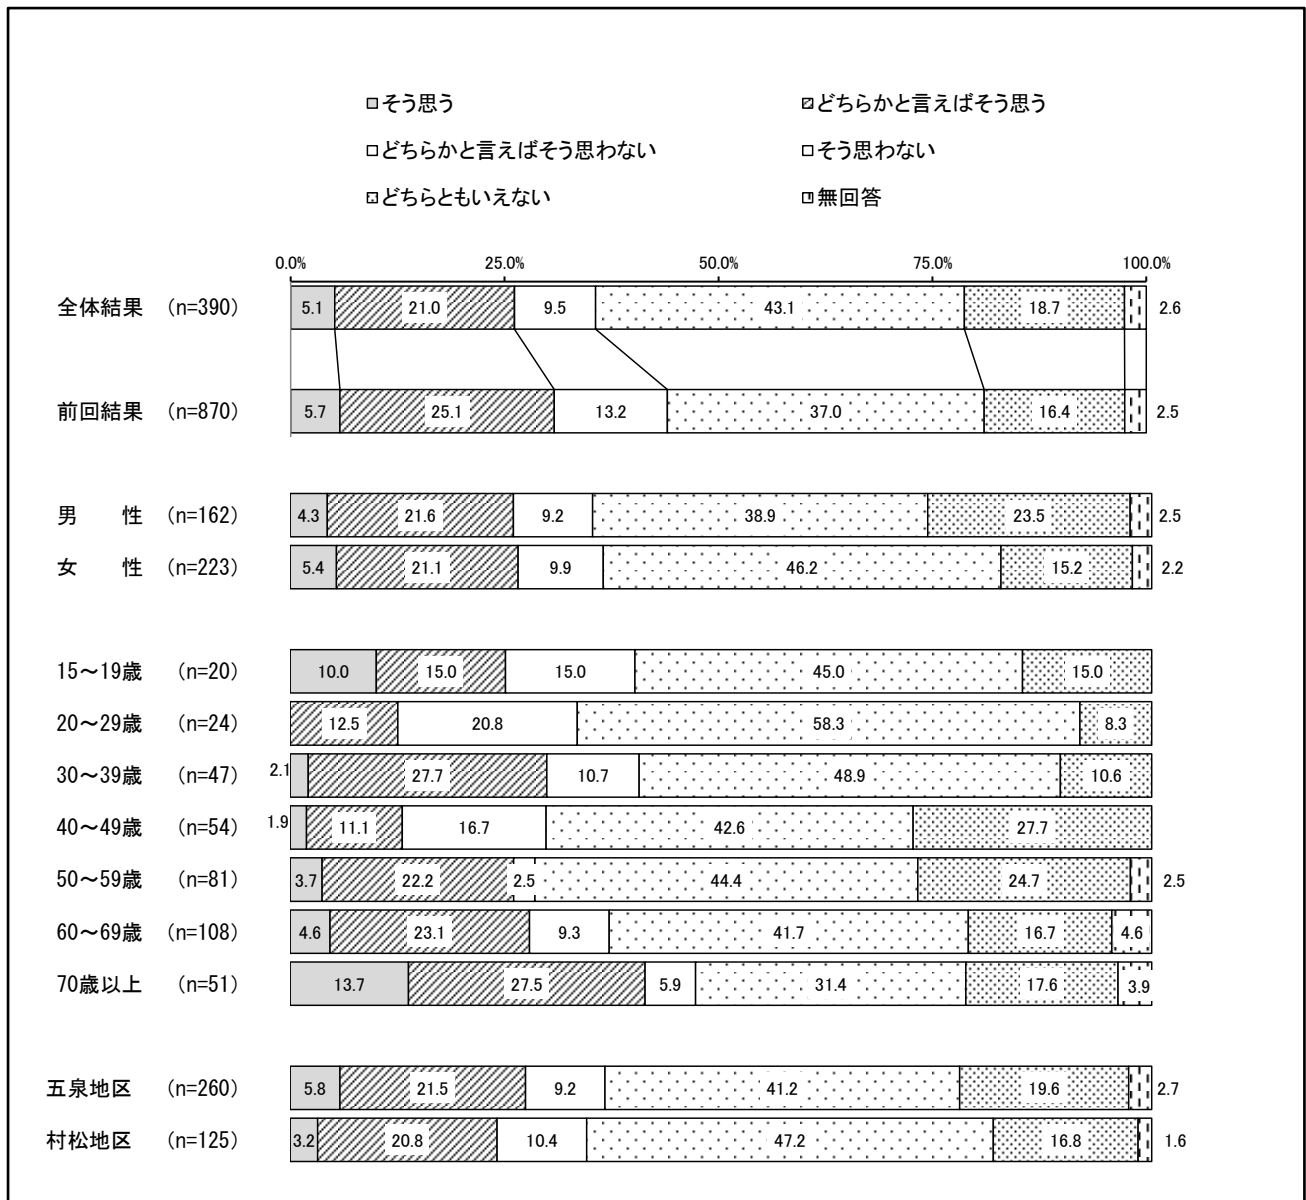 そう思う どちらかと言えばそう思う
どちらかと言えばそう思わない そう思わない
どちらともいえない 無回答
0.0% 25.0% 50.0% 75.0% 100.0%
全体結果 (n=390) 5.1 21.0 9.5 43.1 18.7 2.6
前回結果 (n=870) 5.7 25.1 13.2 37.0 16.4 2.5
男 性 (n=162) 4.3 21.6 9.2 38.9 23.5 2.5
女 性 (n=223) 5.4 21.1 9.9 46.2 15.2 2.2
15～19歳 (n=20) 10.0 15.0 15.0 45.0 15.0
20～29歳 (n=24) 12.5 20.8 58.3 8.3
30～39歳 (n=47) 2.1 27.7 10.7 48.9 10.6
40～49歳 (n=54) 1.9 11.1 16.7 42.6 27.7
50～59歳 (n=81) 3.7 22.2 2.5 44.4 24.7 2.5
60～69歳 (n=108) 4.6 23.1 9.3 41.7 16.7 4.6
70歳以上 (n=51) 13.7 27.5 5.9 31.4 17.6 3.9
五泉地区 (n=260) 5.8 21.5 9.2 41.2 19.6 2.7
村松地区 (n=125) 3.2 20.8 10.4 47.2 16.8 1.6